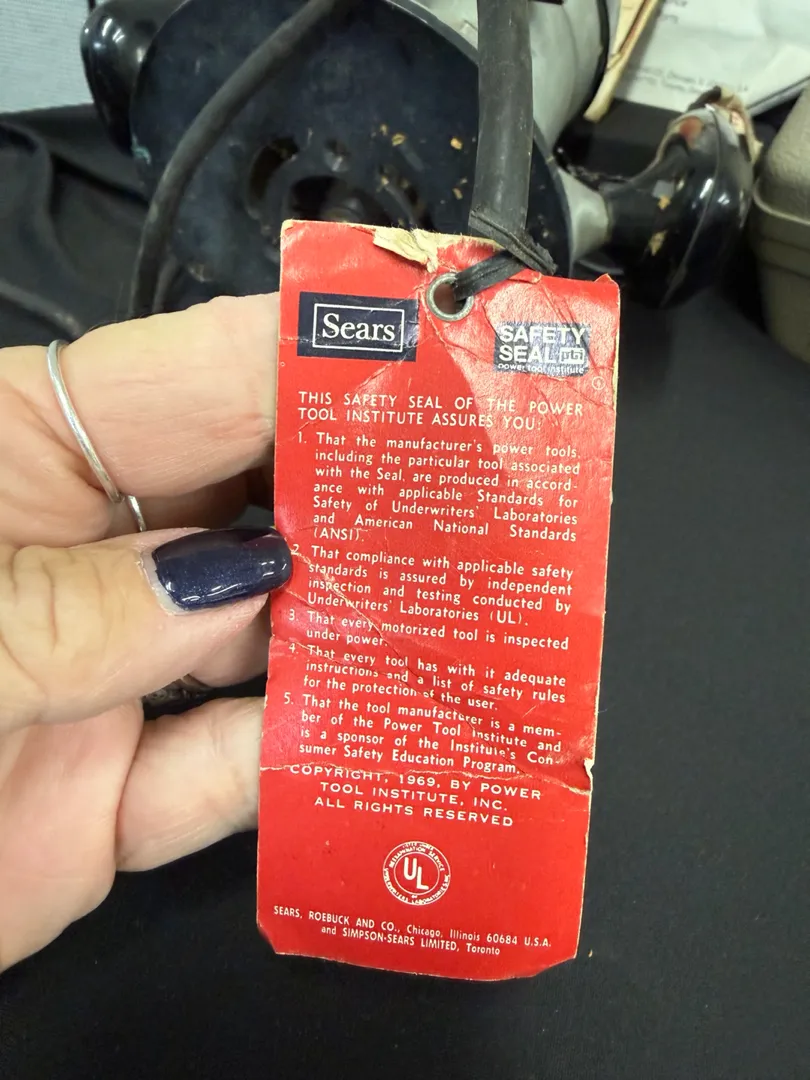 Sears
SAFETY
SEAL pti
power tool institute
THIS SAFETY SEAL OF THE POWER
TOOL INSTITUTE ASSURES YOU:
1. That the manufacturer's power tools,
including the particular tool associated
with the Seal, are produced in accord-
ance with applicable Standards for
Safety of Underwriters' Laboratories
and American National Standards
(ANSI).
2. That compliance with applicable safety
standards is assured by independent
inspection and testing conducted by
Underwriters' Laboratories (UL).
3. That every motorized tool is inspected
under power.
4. That every tool has with it adequate
instructions and a list of safety rules
for the protection of the user.
5. That the tool manufacturer is a mem-
ber of the Power Tool Institute and
is a sponsor of the Institute's Con-
sumer Safety Education Program.
COPYRIGHT, 1969, BY POWER
TOOL INSTITUTE, INC.
ALL RIGHTS RESERVED
UL
SEARS, ROEBUCK AND CO., Chicago, Illinois 60684 U.S.A.
and SIMPSON-SEARS LIMITED, Toronto